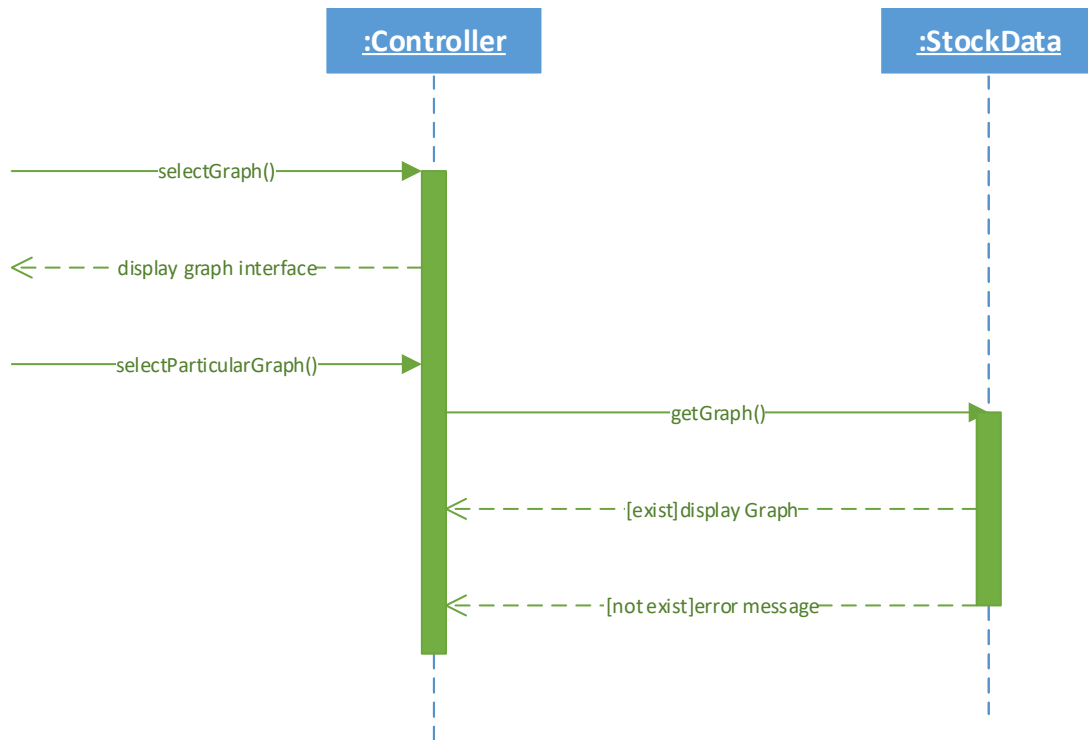 :Controller
:StockData
selectGraph()
display graph interface
selectParticularGraph()
getGraph()
[exist]display Graph
[not exist]error message